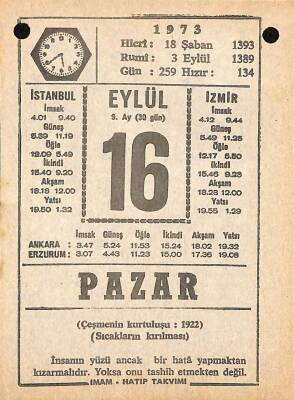 1973
Hicrî: 18 Şaban 1393
Rumî: 3 Eylül 1389
Gün: 259 Hızır: 134
İSTANBUL
İmsak
4.01 9.40
Güneş
5.39 11.19
Öğle
12.09 5.49
İkindi
15.40 9.20
Akşam
18.18 12.00
Yatsı
19.50 1.32
EYLÜL
9. Ay (30 gün)
16
İZMİR
İmsak
4.12 9.44
Güneş
5.49 11.25
Öğle
12.17 5.50
İkindi
15.46 9.23
Akşam
18.23 12.00
Yatsı
19.55 1.29
İmsak Güneş Öğle İkindi Akşam Yatsı
ANKARA : 3.47 5.24 11.53 15.24 18.02 19.32
ERZURUM: 3.07 4.43 11.23 15.00 17.36 19.08
PAZAR
(Çeşmenin kurtuluşu : 1922)
(Sıcakların kırılması)
İnsanın yüzü ancak bir hatâ yapmaktan
kızarmalıdır. Yoksa onu tashih etmekten değil.
İMAM - HATİP TAKVİMİ